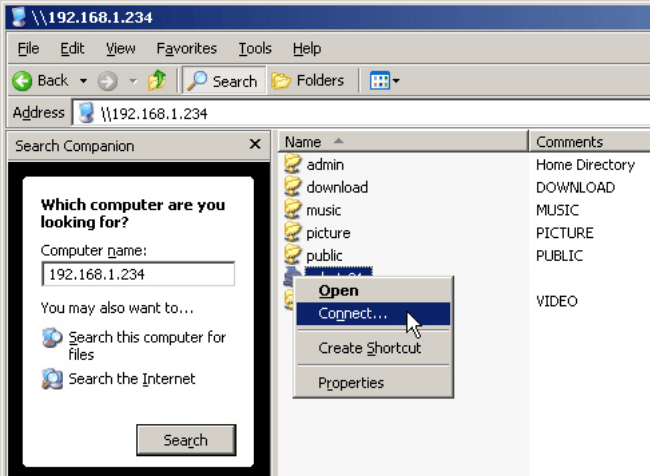 \\192.168.1.234
File Edit View Favorites Tools Help
Back Search Folders
Address \\192.168.1.234
Search Companion X
Which computer are you
looking for?
Computer name:
192.168.1.234
You may also want to...
Search this computer for
files
Search the Internet
Search
Name Comments
admin Home Directory
download DOWNLOAD
music MUSIC
picture PICTURE
public PUBLIC
VIDEO
Open
Connect...
Create Shortcut
Properties